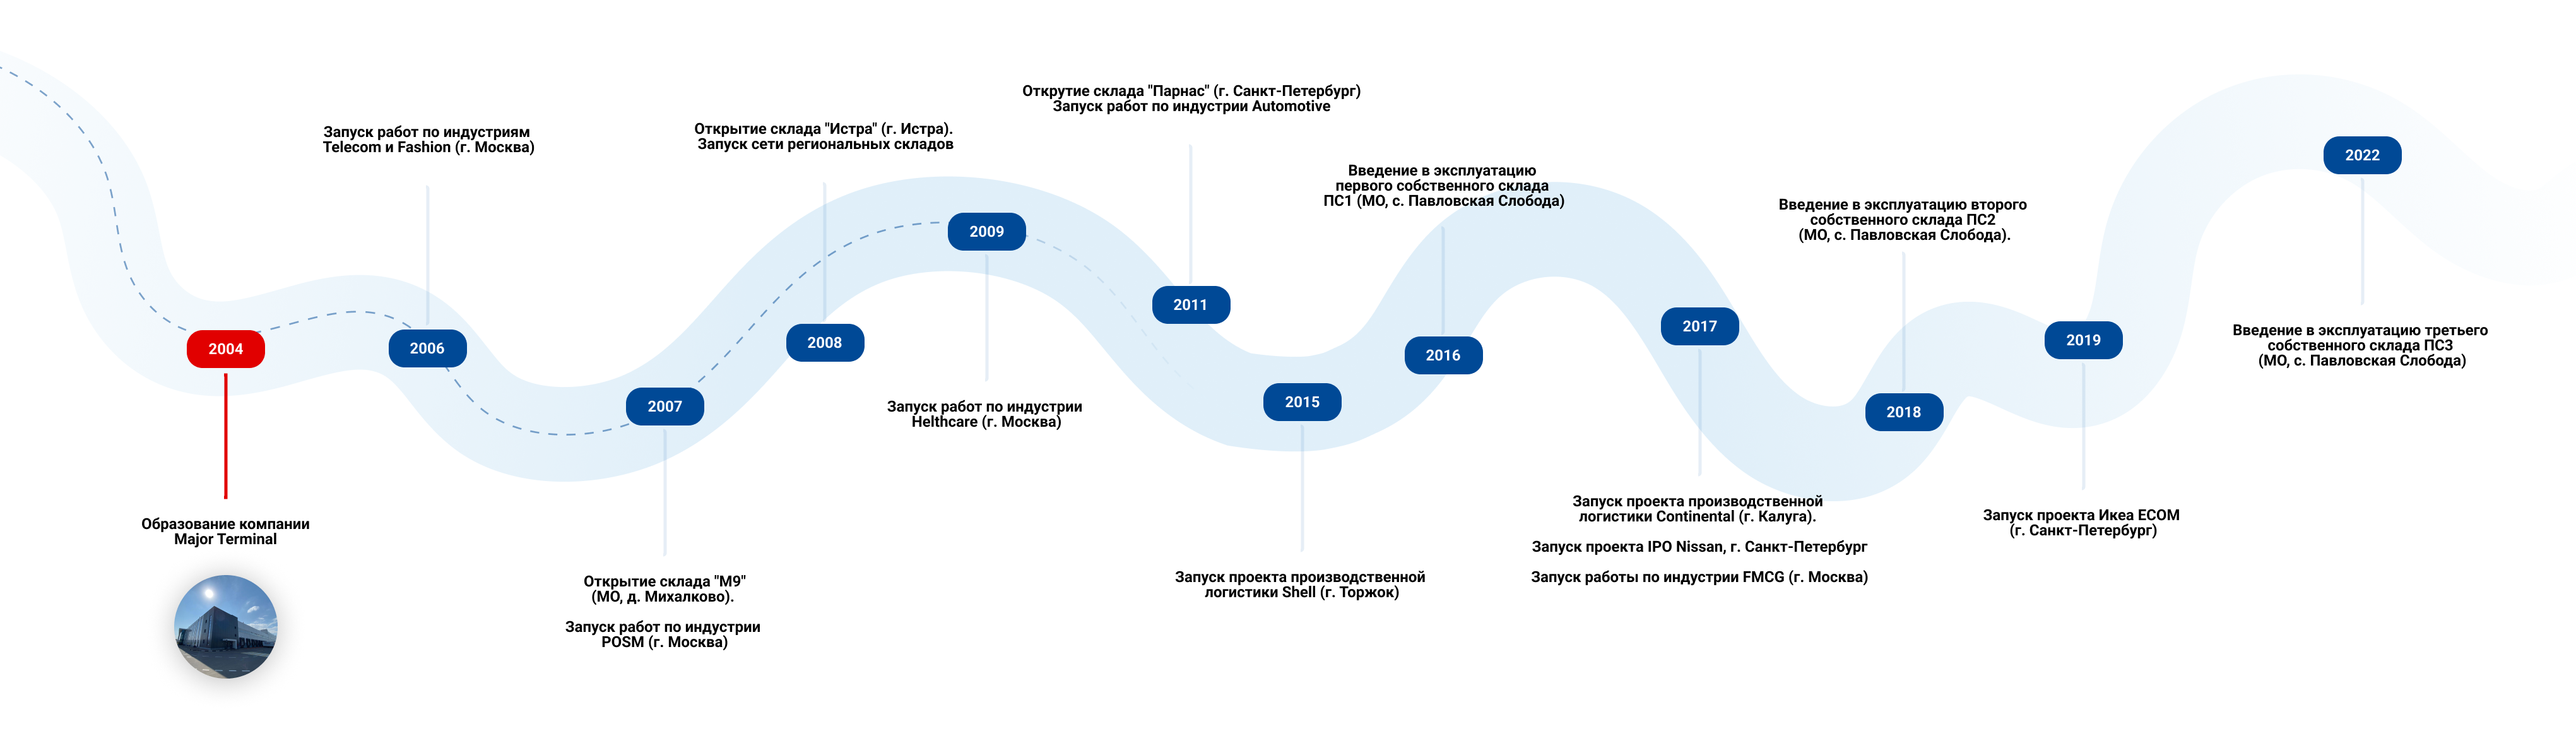 2004
Образование компании
Major Terminal
Запуск работ по индустриям
Telecom и Fashion (г. Москва)
2006
2007
Открытие склада "М9"
(МО, д. Михалково).
Запуск работ по индустрии
POSM (г. Москва)
Открытие склада "Истра" (г. Истра).
Запуск сети региональных складов
2008
2009
Запуск работ по индустрии
Helthcare (г. Москва)
Открутие склада "Парнас" (г. Санкт-Петербург)
Запуск работ по индустрии Automotive
2011
2015
Запуск проекта производственной
логистики Shell (г. Торжок)
Введение в эксплуатацию
первого собственного склада
ПС1 (МО, с. Павловская Слобода)
2016
2017
Запуск проекта производственной
логистики Continental (г. Калуга).
Запуск проекта IPO Nissan, г. Санкт-Петербург
Запуск работы по индустрии FMCG (г. Москва)
Введение в эксплуатацию второго
собственного склада ПС2
(МО, с. Павловская Слобода).
2018
2019
Запуск проекта Икеа ECOM
(г. Санкт-Петербург)
2022
Введение в эксплуатацию третьего
собственного склада ПС3
(МО, с. Павловская Слобода)